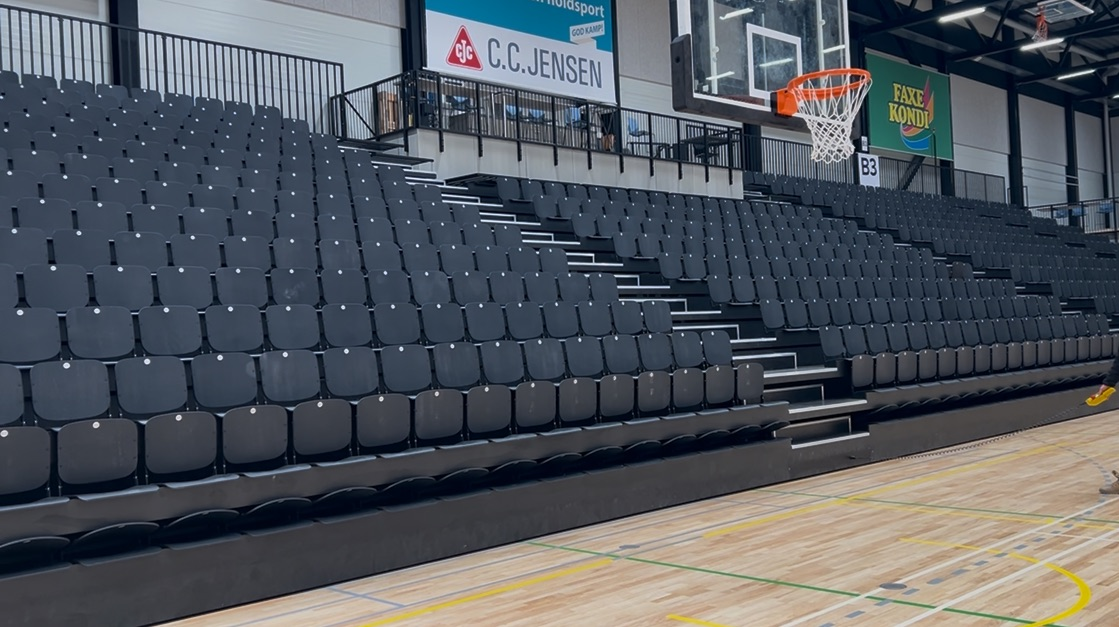 holdsport
GOD KAMP!
CJC
C.C.JENSEN
FAXE
KONDI
B3